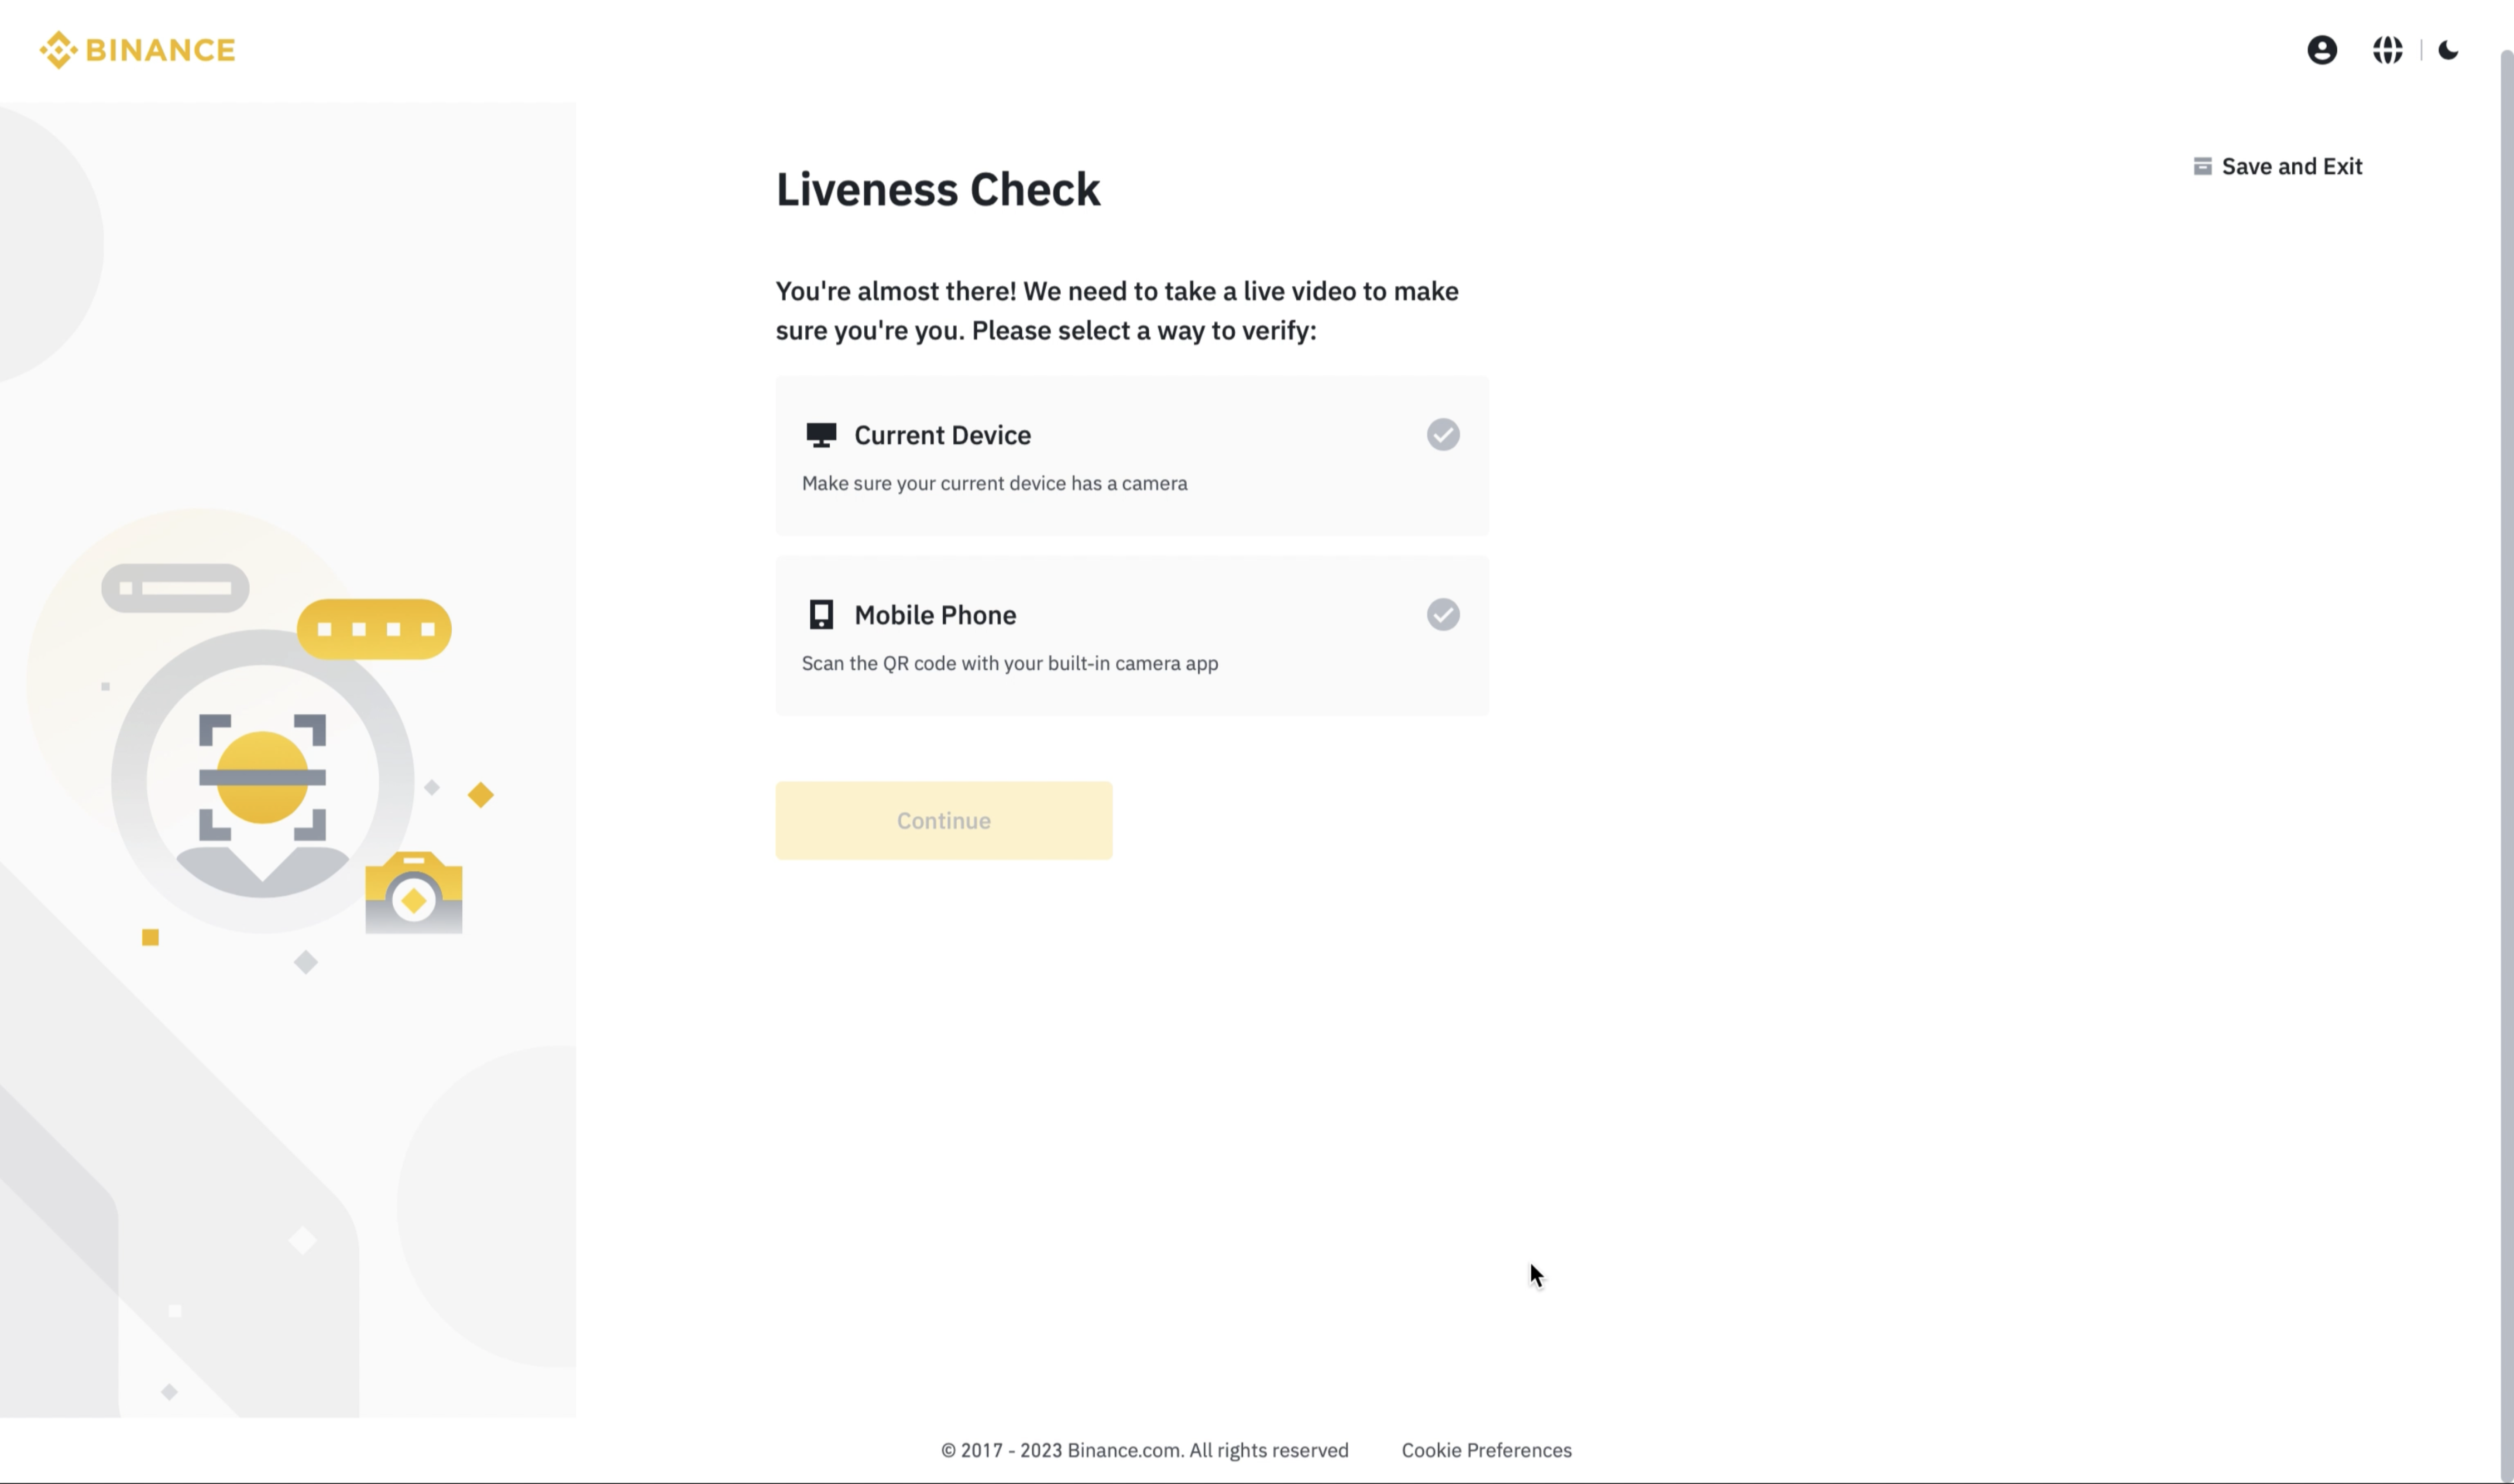 BINANCE
Save and Exit
Liveness Check
You're almost there! We need to take a live video to make
sure you're you. Please select a way to verify:
Current Device
Make sure your current device has a camera
Mobile Phone
Scan the QR code with your built-in camera app
Continue
© 2017 - 2023 Binance.com. All rights reserved Cookie Preferences